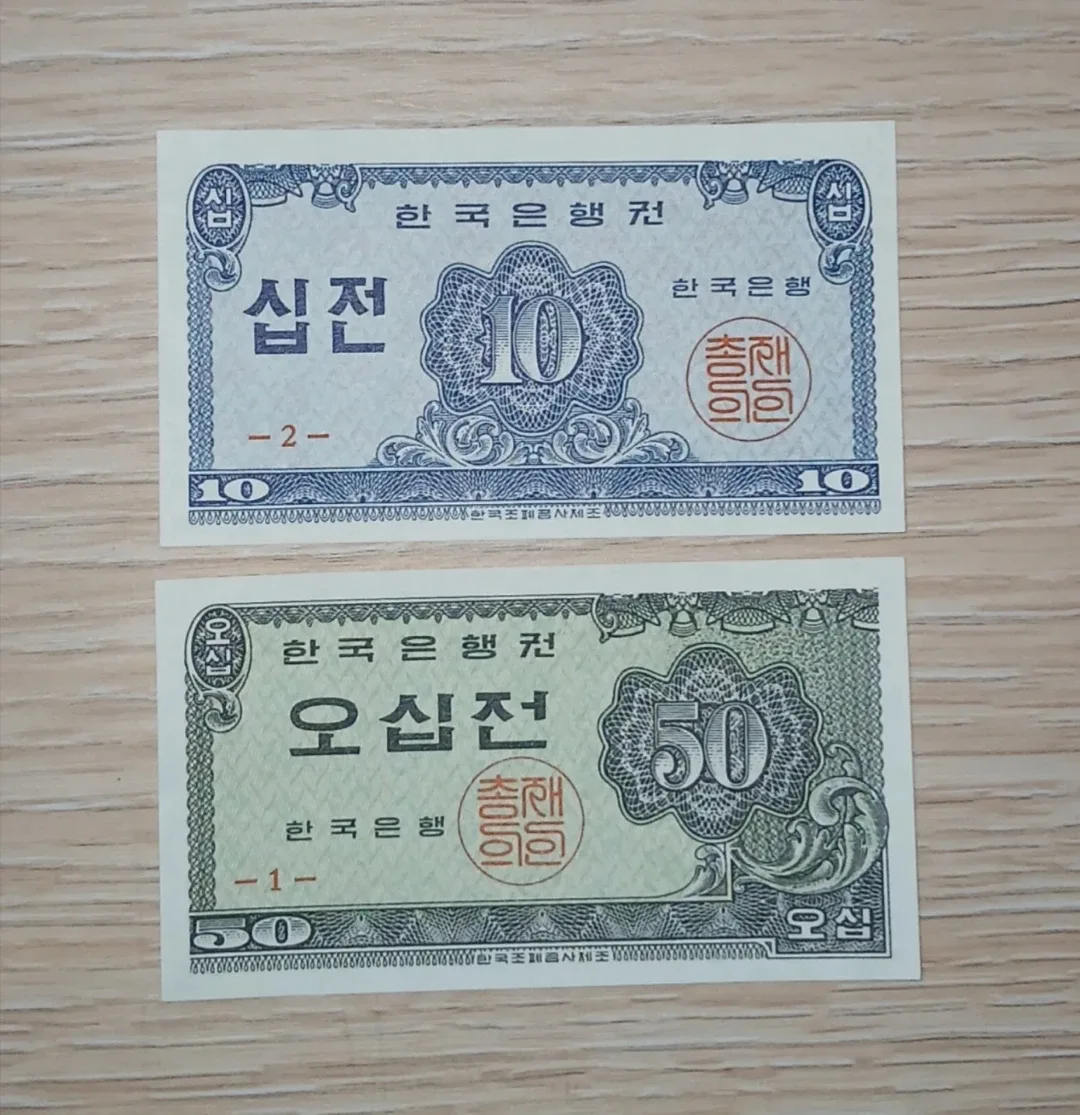 십 십
한국은행권
십전
10
한국은행
총재
의인
－2－
10 10
한국조폐공사제조
오십
한국은행권
오십전
50
총재
의인
한국은행
－1－
50
오십
한국조폐공사제조